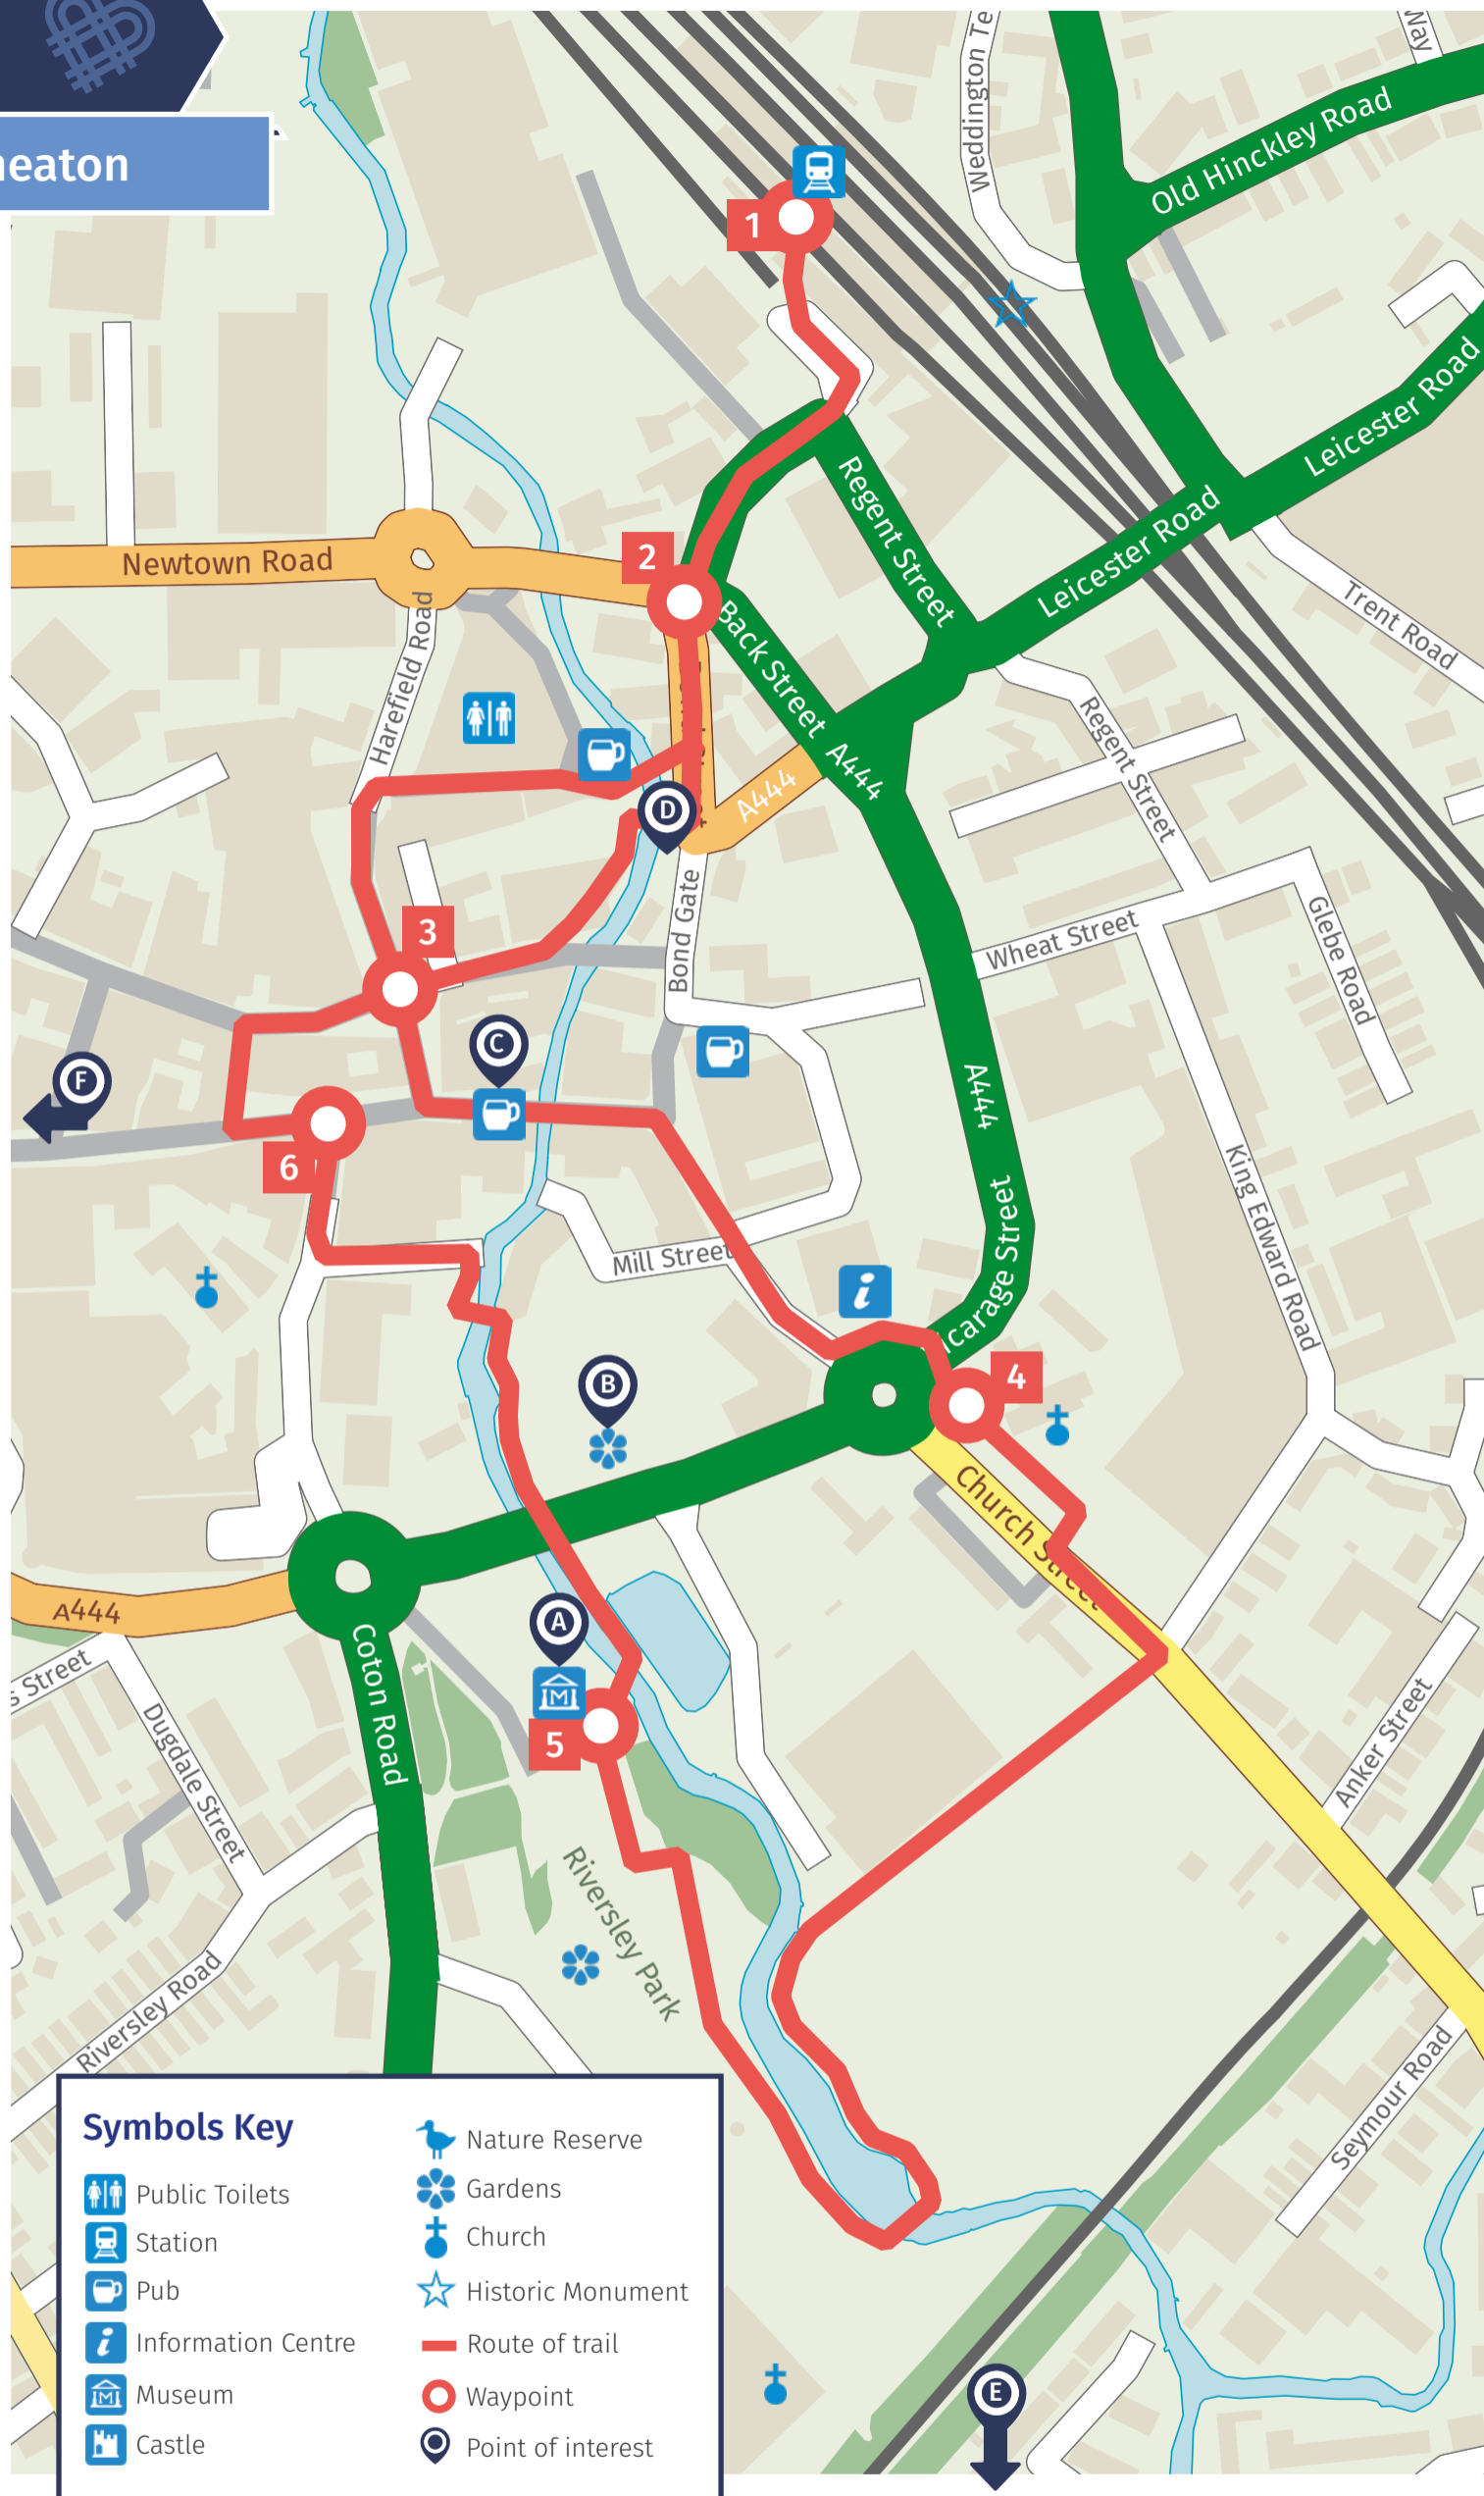 neaton
Way
Weddington Te
Old Hinckley Road
1
Leicester Road
Regent Street
Leicester Road
2
Newtown Road
Back Street
Trent Road
Harefield Road
A444
A444
Regent Street
D
Bond Gate
Wheat Street
Glebe Road
3
C
F
A444
6
King Edward Road
Mill Street
icarage Street
4
B
Church Street
A444
A
Coton Road
s Street
Dugdale Street
5
Anker Street
Riversley Park
Riversley Road
Seymour Road
E
Symbols Key
Public Toilets
Station
Pub
Information Centre
Museum
Castle
Nature Reserve
Gardens
Church
Historic Monument
Route of trail
Waypoint
Point of interest